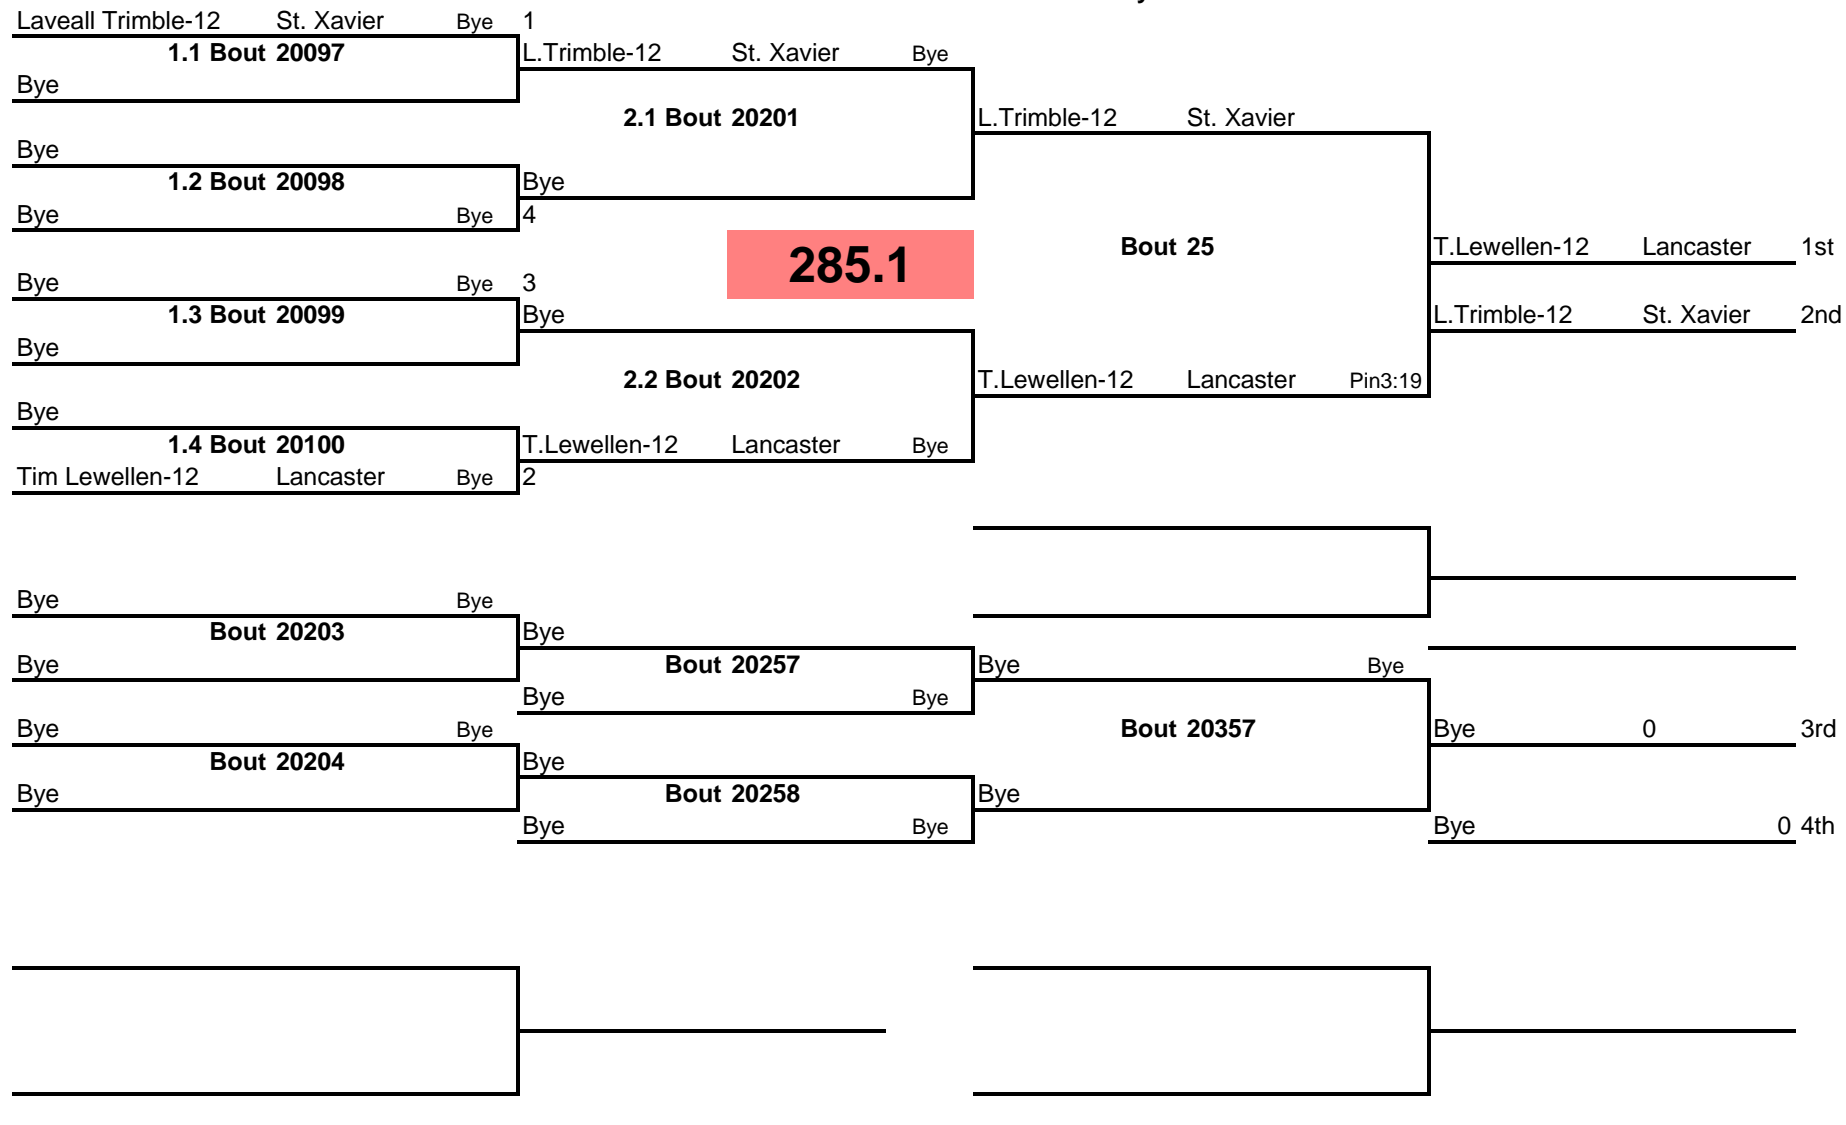 Laveall Trimble-12 St. Xavier Bye 1
1.1 Bout 20097 L.Trimble-12 St. Xavier Bye
Bye
2.1 Bout 20201 L.Trimble-12 St. Xavier
Bye
1.2 Bout 20098 Bye
Bye Bye 4
285.1 Bout 25 T.Lewellen-12 Lancaster 1st
Bye Bye 3
1.3 Bout 20099 Bye L.Trimble-12 St. Xavier 2nd
Bye
2.2 Bout 20202 T.Lewellen-12 Lancaster Pin3:19
Bye
1.4 Bout 20100 T.Lewellen-12 Lancaster Bye
Tim Lewellen-12 Lancaster Bye 2
Bye Bye
Bout 20203 Bye
Bye Bout 20257 Bye Bye
Bye Bye
Bye Bye Bout 20357 Bye 0 3rd
Bout 20204 Bye
Bye Bout 20258 Bye
Bye Bye Bye 0 4th